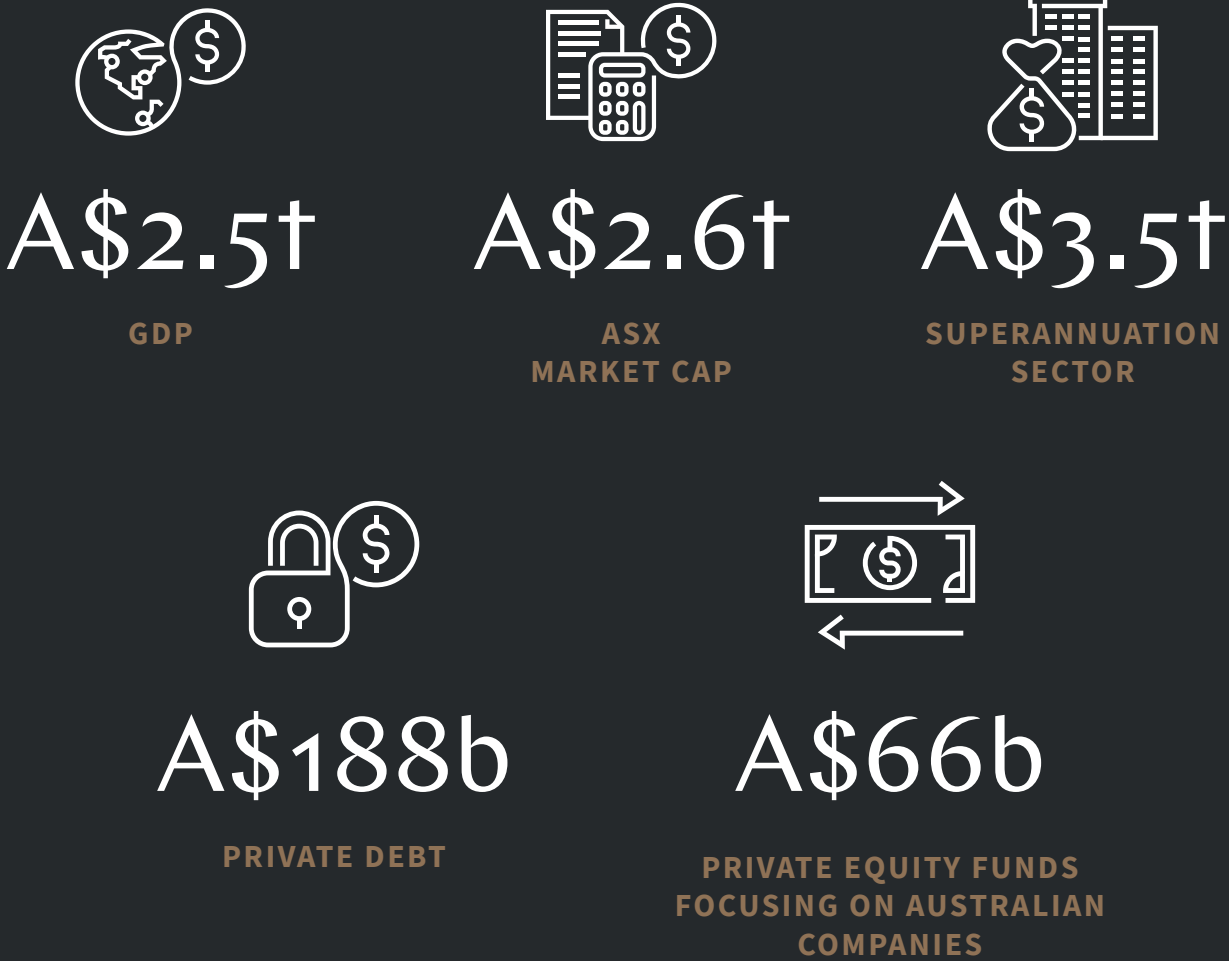 A$2.5t
GDP
A$2.6t
ASX
MARKET CAP
A$3.5t
SUPERANNUATION
SECTOR
A$188b
PRIVATE DEBT
A$66b
PRIVATE EQUITY FUNDS
FOCUSING ON AUSTRALIAN
COMPANIES